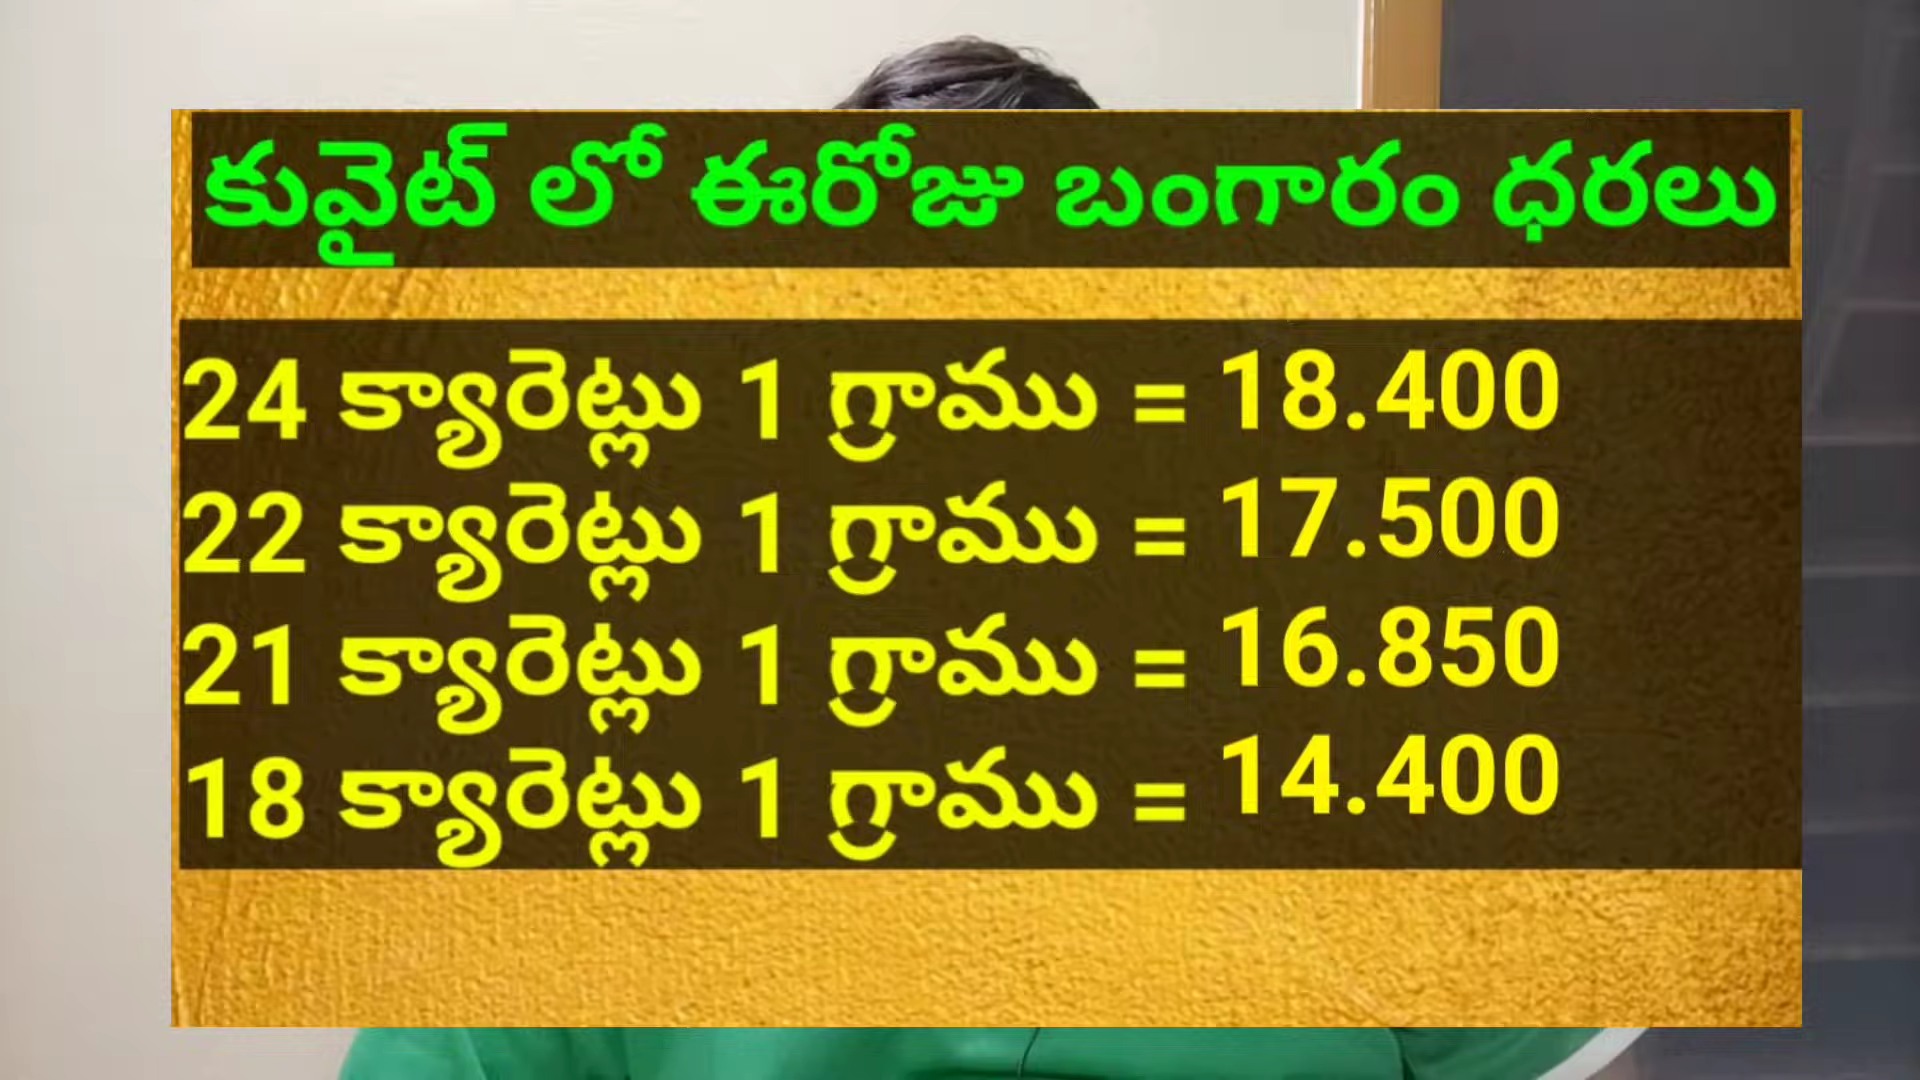 కువైట్ లో ఈరోజు బంగారం ధరలు
24 క్యారెట్లు 1 గ్రాము = 18.400
22 క్యారెట్లు 1 గ్రాము = 17.500
21 క్యారెట్లు 1 గ్రాము = 16.850
18 క్యారెట్లు 1 గ్రాము = 14.400